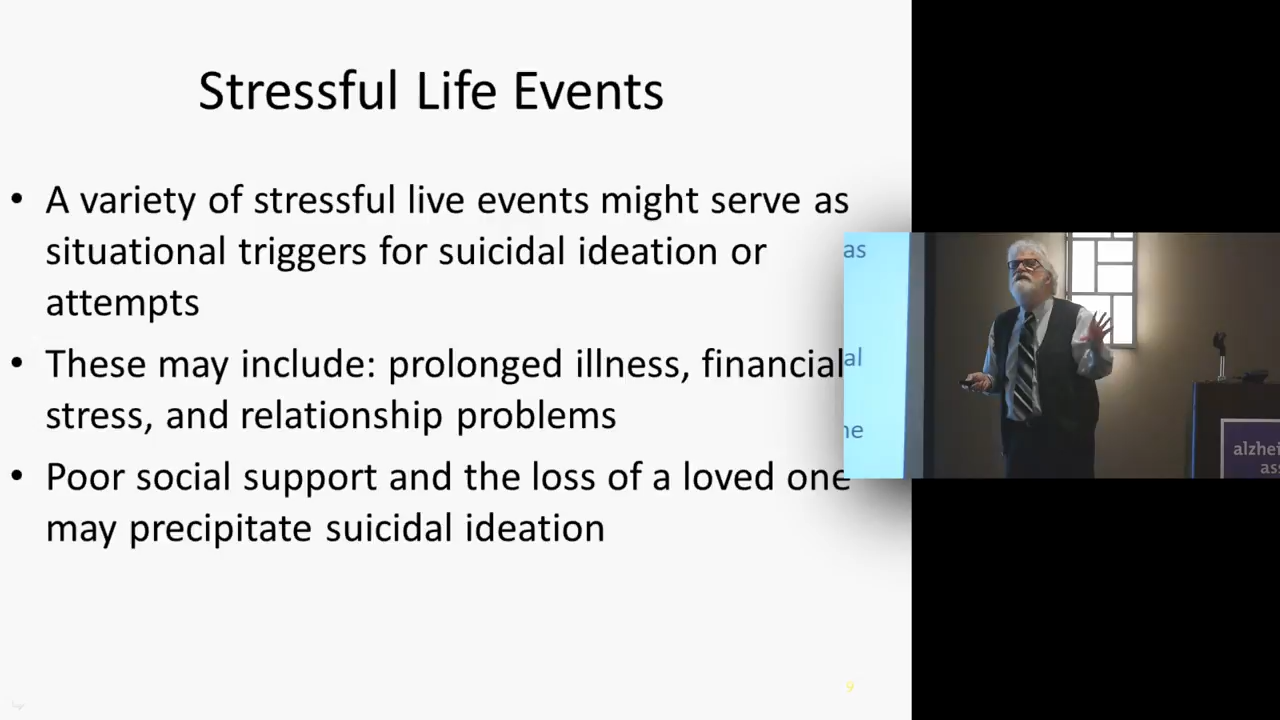 Stressful Life Events
• A variety of stressful live events might serve as
situational triggers for suicidal ideation or
attempts
• These may include: prolonged illness, financial
stress, and relationship problems
• Poor social support and the loss of a loved one
may precipitate suicidal ideation
9
as
al
he
alzhei
ass